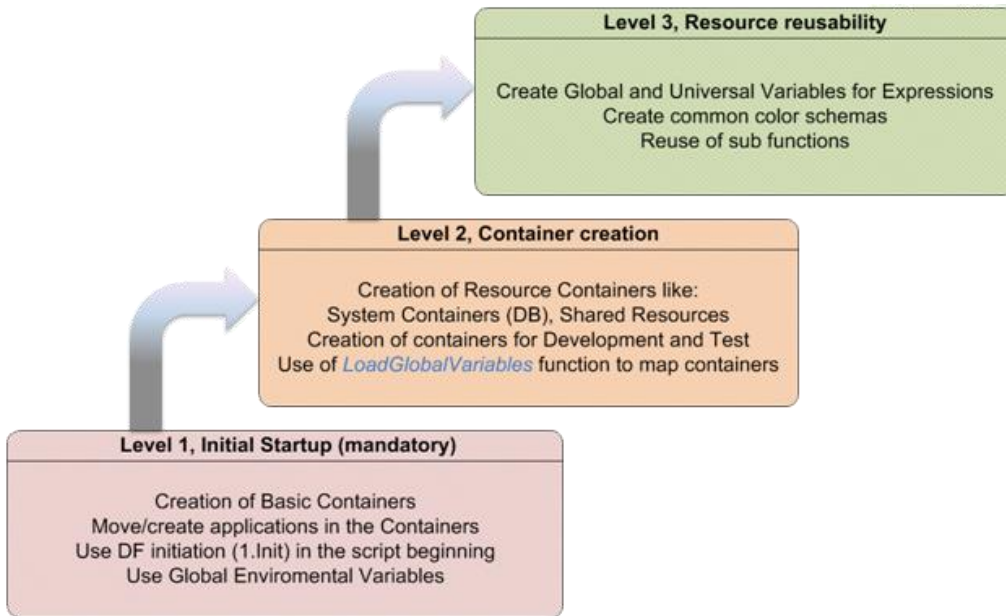 Level 3, Resource reusability
Create Global and Universal Variables for Expressions
Create common color schemas
Reuse of sub functions
Level 2, Container creation
Creation of Resource Containers like:
System Containers (DB), Shared Resources
Creation of containers for Development and Test
Use of LoadGlobalVariables function to map containers
Level 1, Initial Startup (mandatory)
Creation of Basic Containers
Move/create applications in the Containers
Use DF initiation (1.Init) in the script beginning
Use Global Enviromental Variables